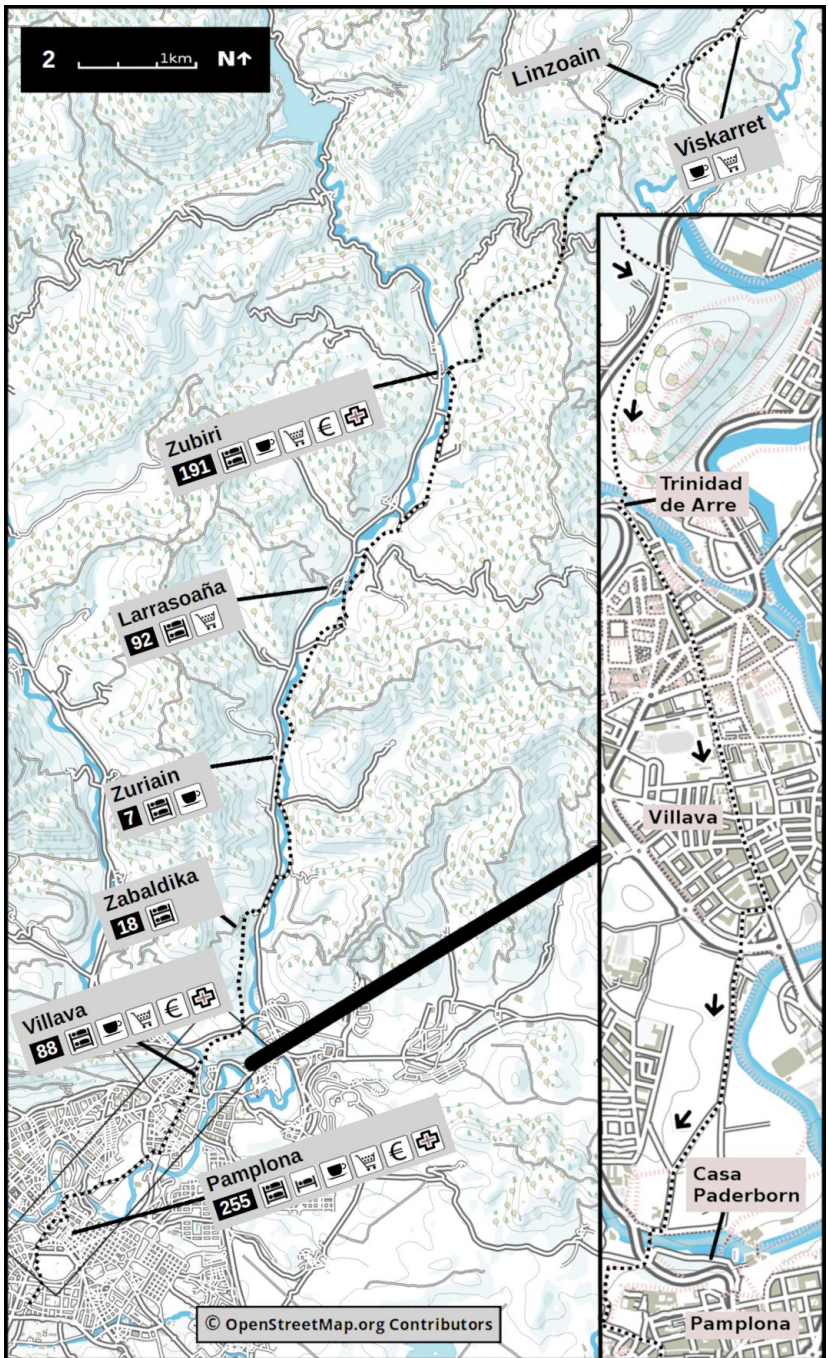 2 1km N↑
Linzoain
Viskarret
Zubiri
191 €
Larrasoaña
92
Zuriain
7
Zabaldika
18
Villava
88 €
Pamplona
255 €
Trinidad
de Arre
Villava
Casa
Paderborn
Pamplona
© OpenStreetMap.org Contributors